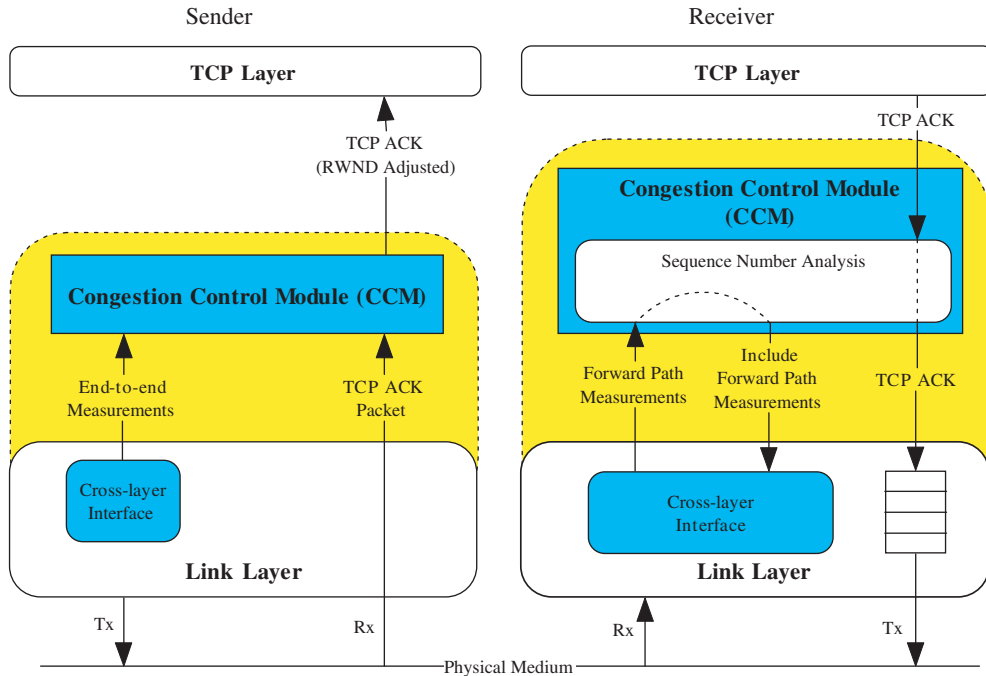 Sender
TCP Layer
TCP ACK
(RWND Adjusted)
Congestion Control Module (CCM)
End-to-end
Measurements
TCP ACK
Packet
Cross-layer
Interface
Link Layer
Tx
Rx
Receiver
TCP Layer
TCP ACK
Congestion Control Module
(CCM)
Sequence Number Analysis
Forward Path
Measurements
Include
Forward Path
Measurements
TCP ACK
Cross-layer
Interface
Link Layer
Rx
Tx
Physical Medium